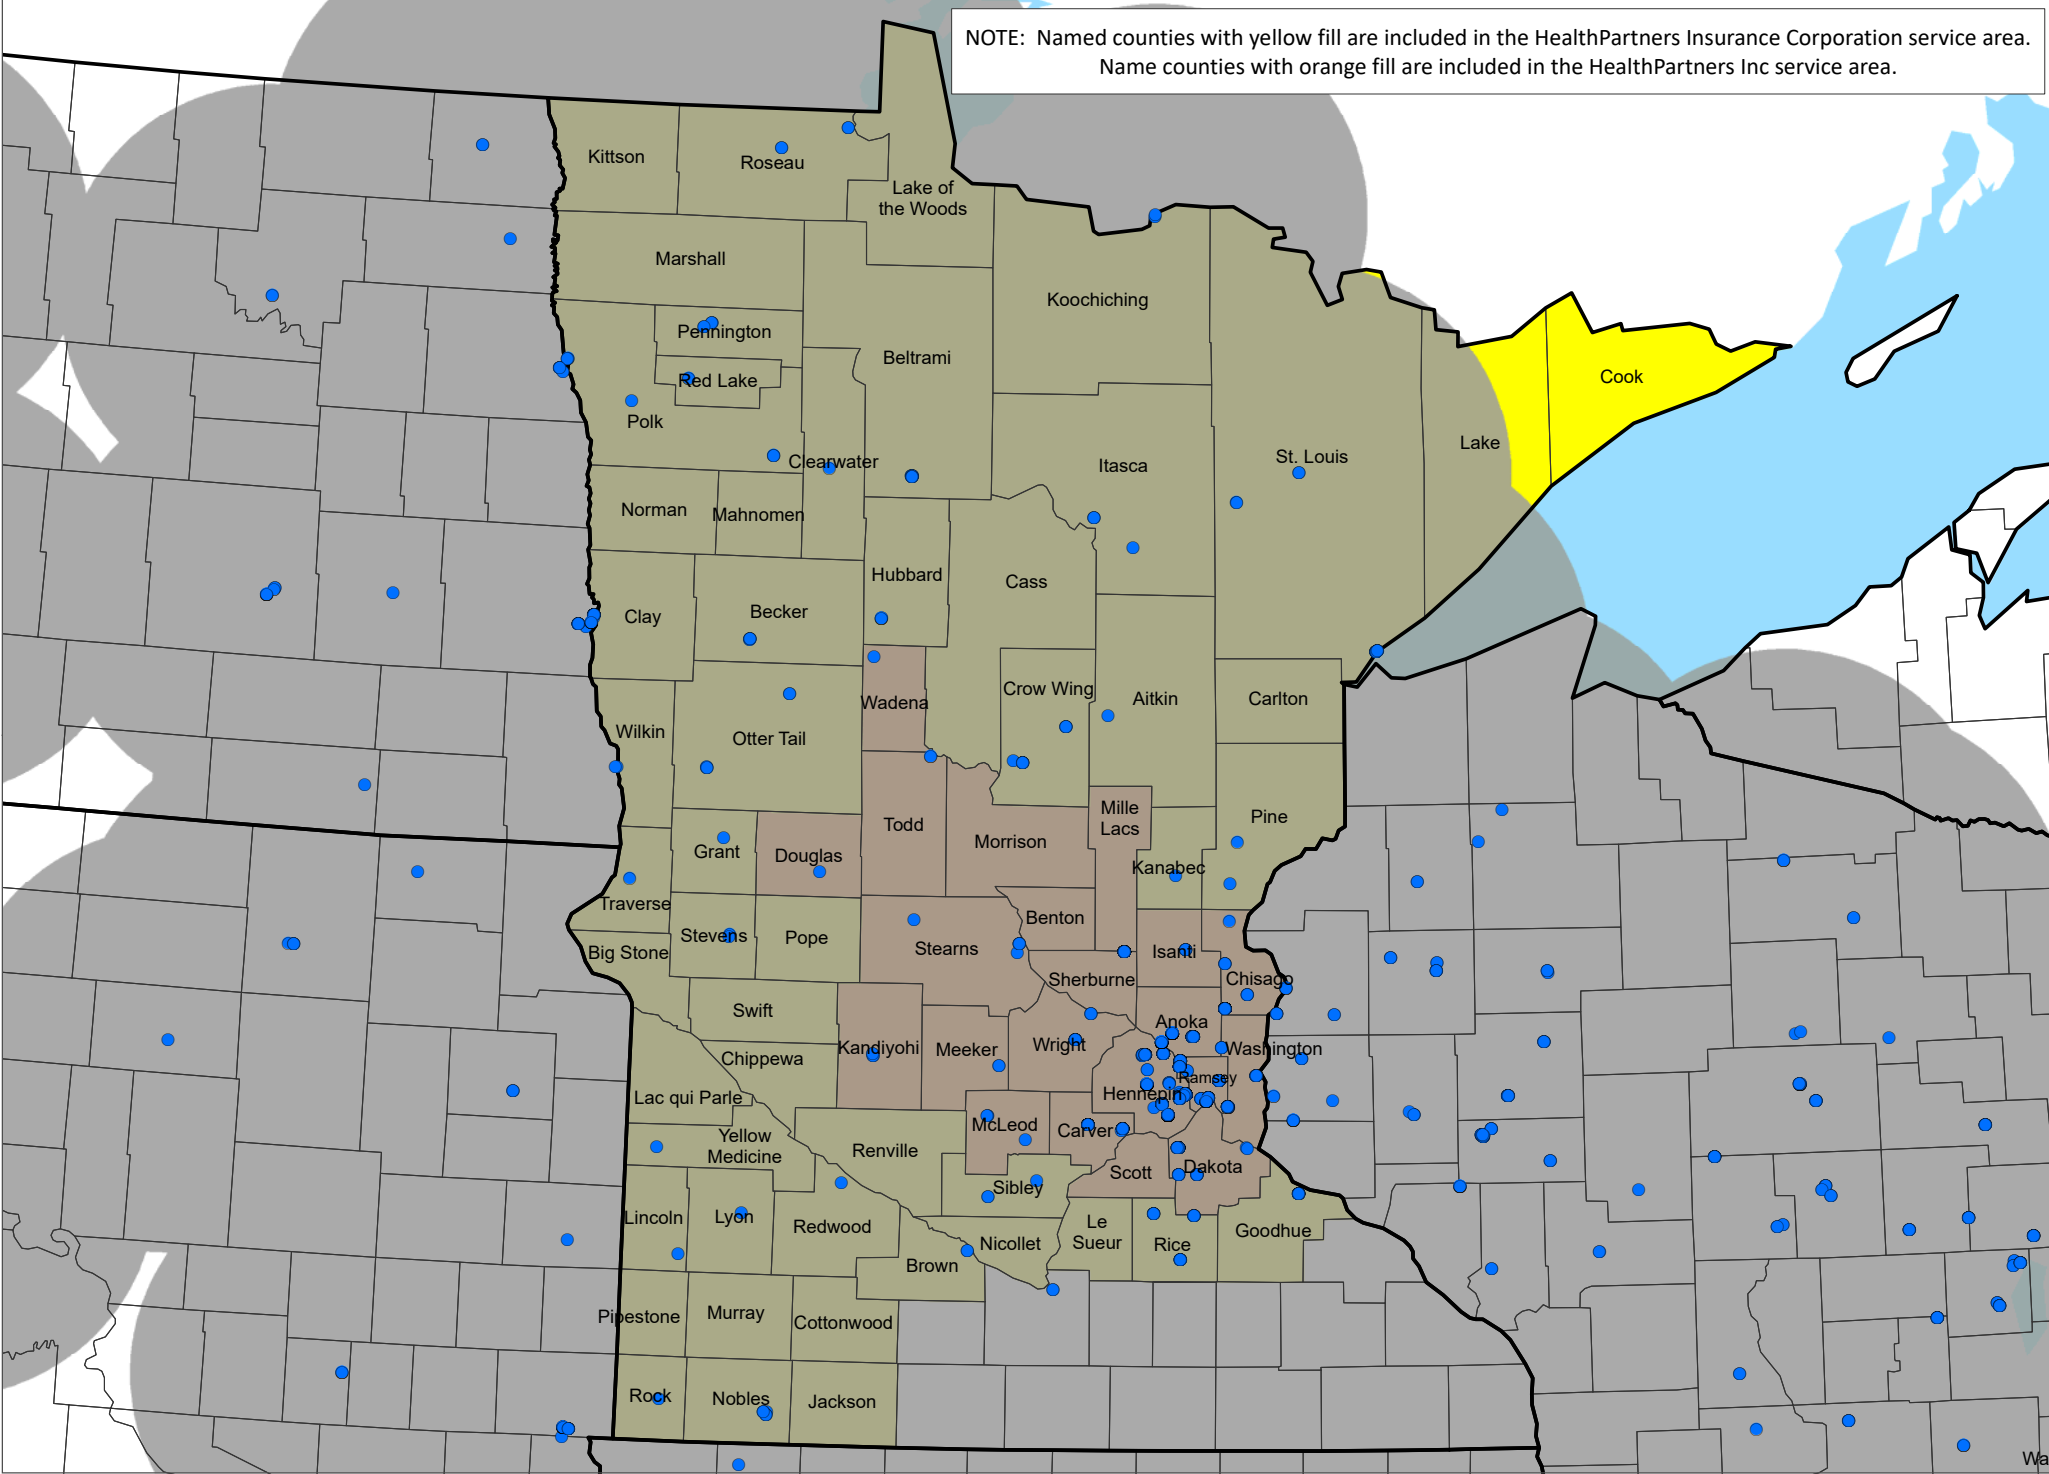 NOTE: Named counties with yellow fill are included in the HealthPartners Insurance Corporation service area.
Name counties with orange fill are included in the HealthPartners Inc service area.
Kittson
Roseau
Lake of
the Woods
Marshall
Koochiching
Pennington
Beltrami
Red Lake
Cook
Polk
Lake
Clearwater
Itasca
St. Louis
Norman
Mahnomen
Hubbard
Cass
Clay
Becker
Wadena
Crow Wing
Aitkin
Carlton
Wilkin
Otter Tail
Mille
Lacs
Pine
Todd
Morrison
Grant
Douglas
Kanabec
Traverse
Benton
Stevens
Pope
Stearns
Isanti
Big Stone
Sherburne
Chisago
Swift
Anoka
Kandiyohi
Meeker
Wright
Washington
Chippewa
Ramsey
Hennepin
Lac qui Parle
McLeod
Carver
Yellow
Medicine
Renville
Scott
Dakota
Sibley
Lincoln
Lyon
Redwood
Le
Sueur
Rice
Goodhue
Nicollet
Brown
Pipestone
Murray
Cottonwood
Rock
Nobles
Jackson
Wa